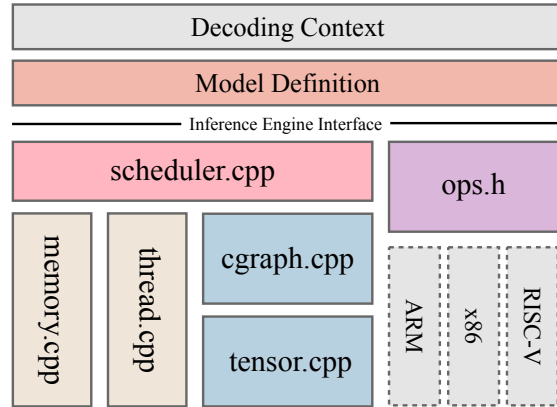 Decoding Context
Model Definition
Inference Engine Interface
scheduler.cpp
ops.h
memory.cpp
thread.cpp
cgraph.cpp
tensor.cpp
ARM
x86
RISC-V